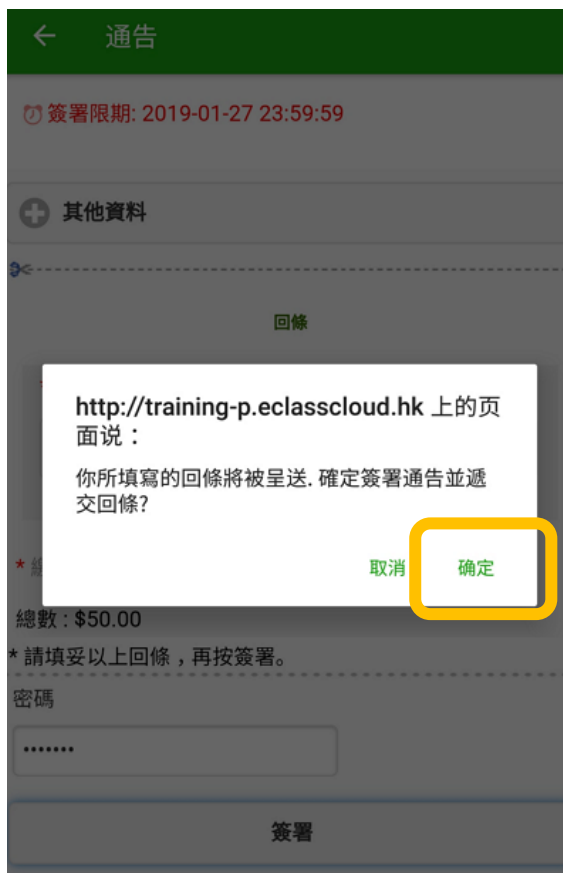 通告
簽署限期: 2019-01-27 23:59:59
其他資料
回條
http://training-p.eclasscloud.hk 上的页
面说：
你所填寫的回條將被呈送. 確定簽署通告並遞
交回條?
取消 确定
*
總數 : $50.00
* 請填妥以上回條，再按簽署。
密碼
•••••••
簽署